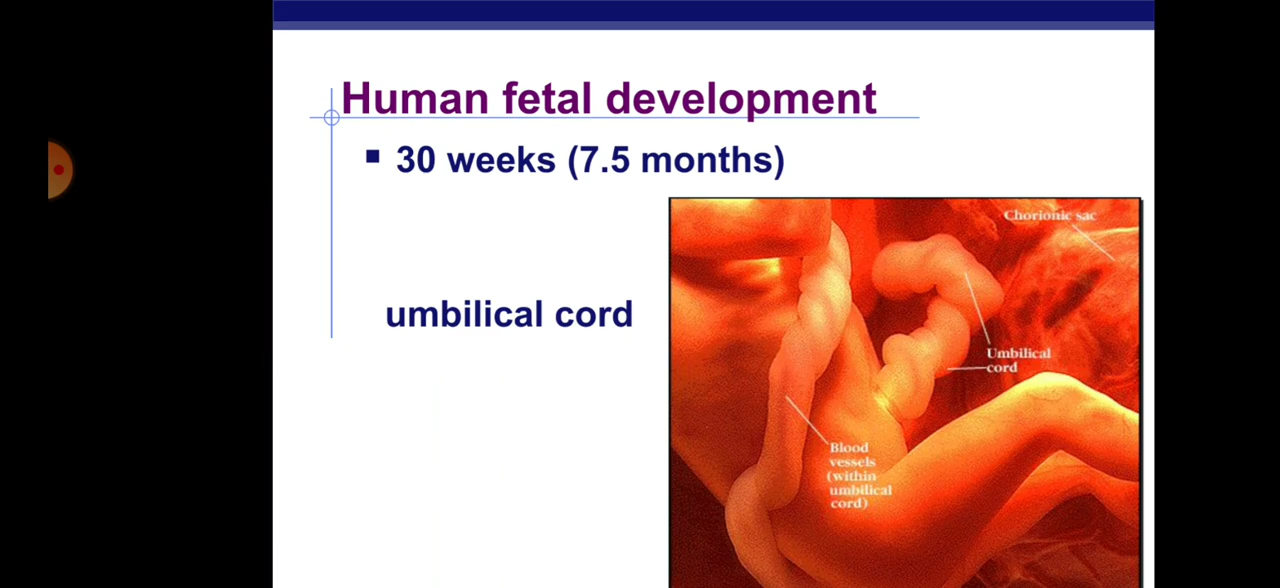 Human fetal development
30 weeks (7.5 months)
Chorionic sac
umbilical cord
Umbilical
cord
Blood
vessels
(within
umbilical
cord)